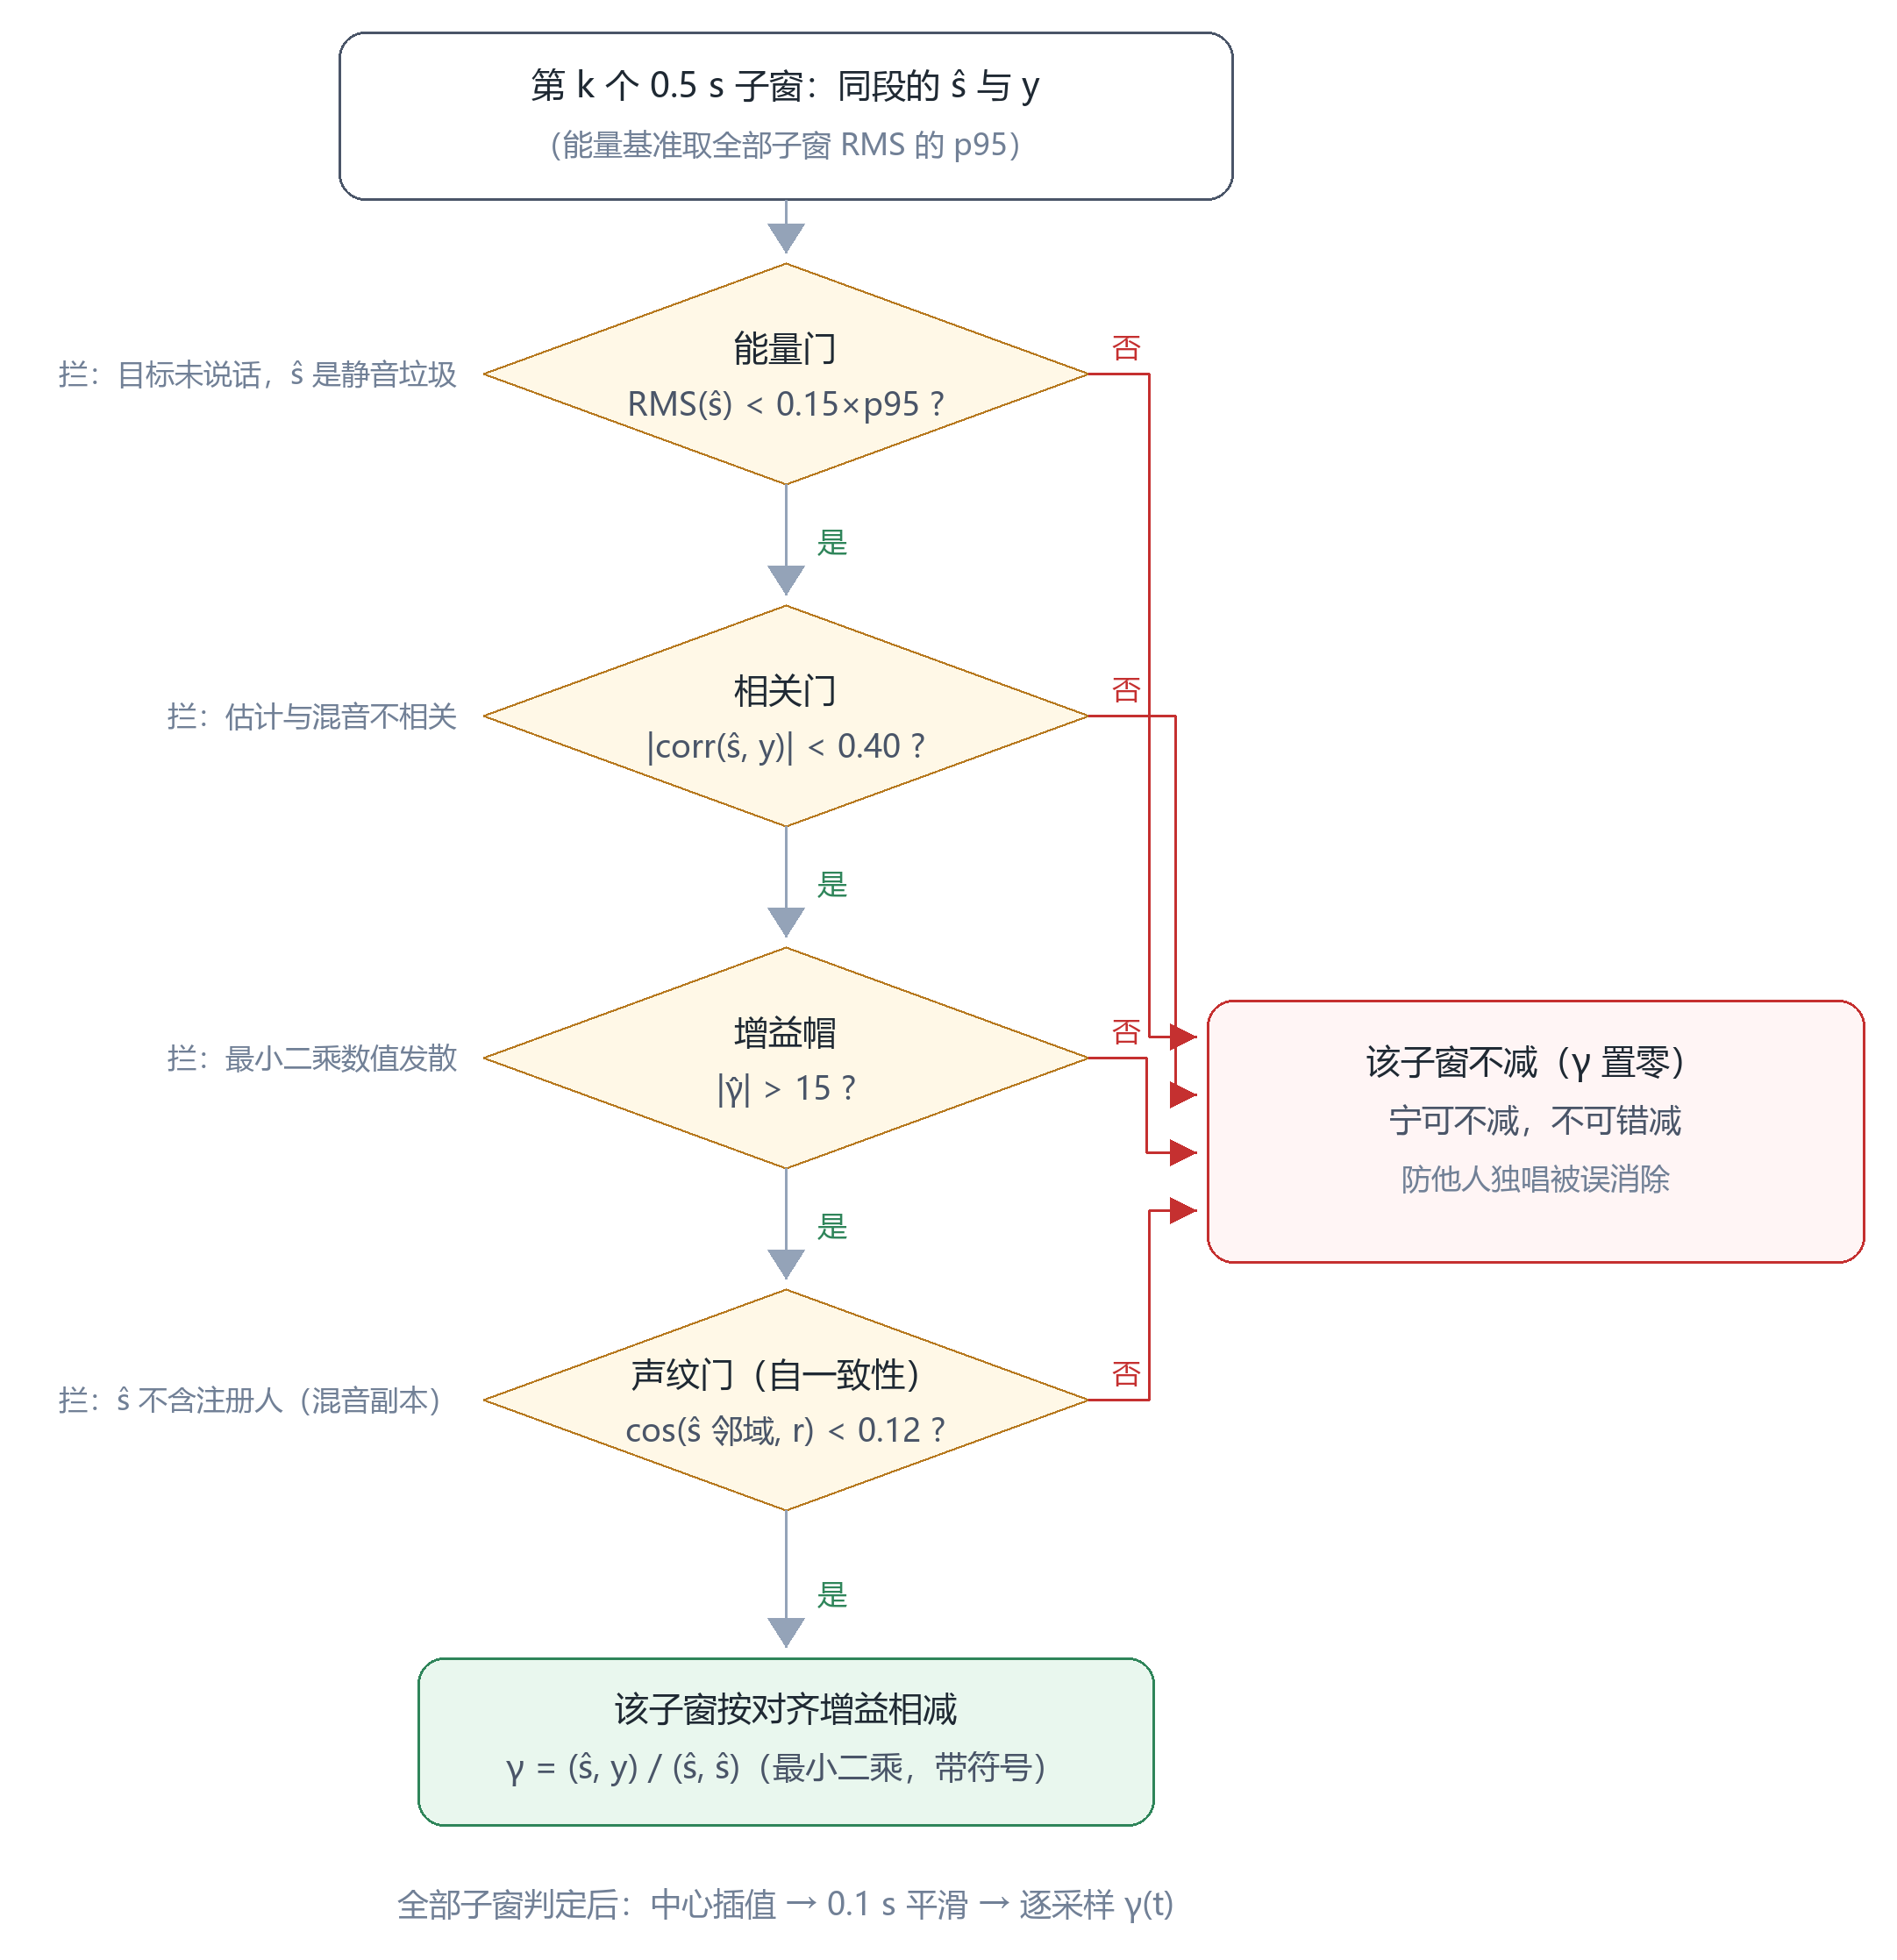 第 k 个 0.5 s 子窗：同段的 ŝ 与 y
（能量基准取全部子窗 RMS 的 p95）
能量门
RMS(ŝ) < 0.15×p95 ?
拦：目标未说话，ŝ 是静音垃圾
否
是
相关门
|corr(ŝ, y)| < 0.40 ?
拦：估计与混音不相关
否
是
增益帽
|γ̂| > 15 ?
拦：最小二乘数值发散
否
是
该子窗不减（γ 置零）
宁可不减，不可错减
防他人独唱被误消除
声纹门（自一致性）
cos(ŝ 邻域, r) < 0.12 ?
拦：ŝ 不含注册人（混音副本）
否
是
该子窗按对齐增益相减
γ = ⟨ŝ, y⟩ / ⟨ŝ, ŝ⟩（最小二乘，带符号）
全部子窗判定后：中心插值 → 0.1 s 平滑 → 逐采样 γ(t)